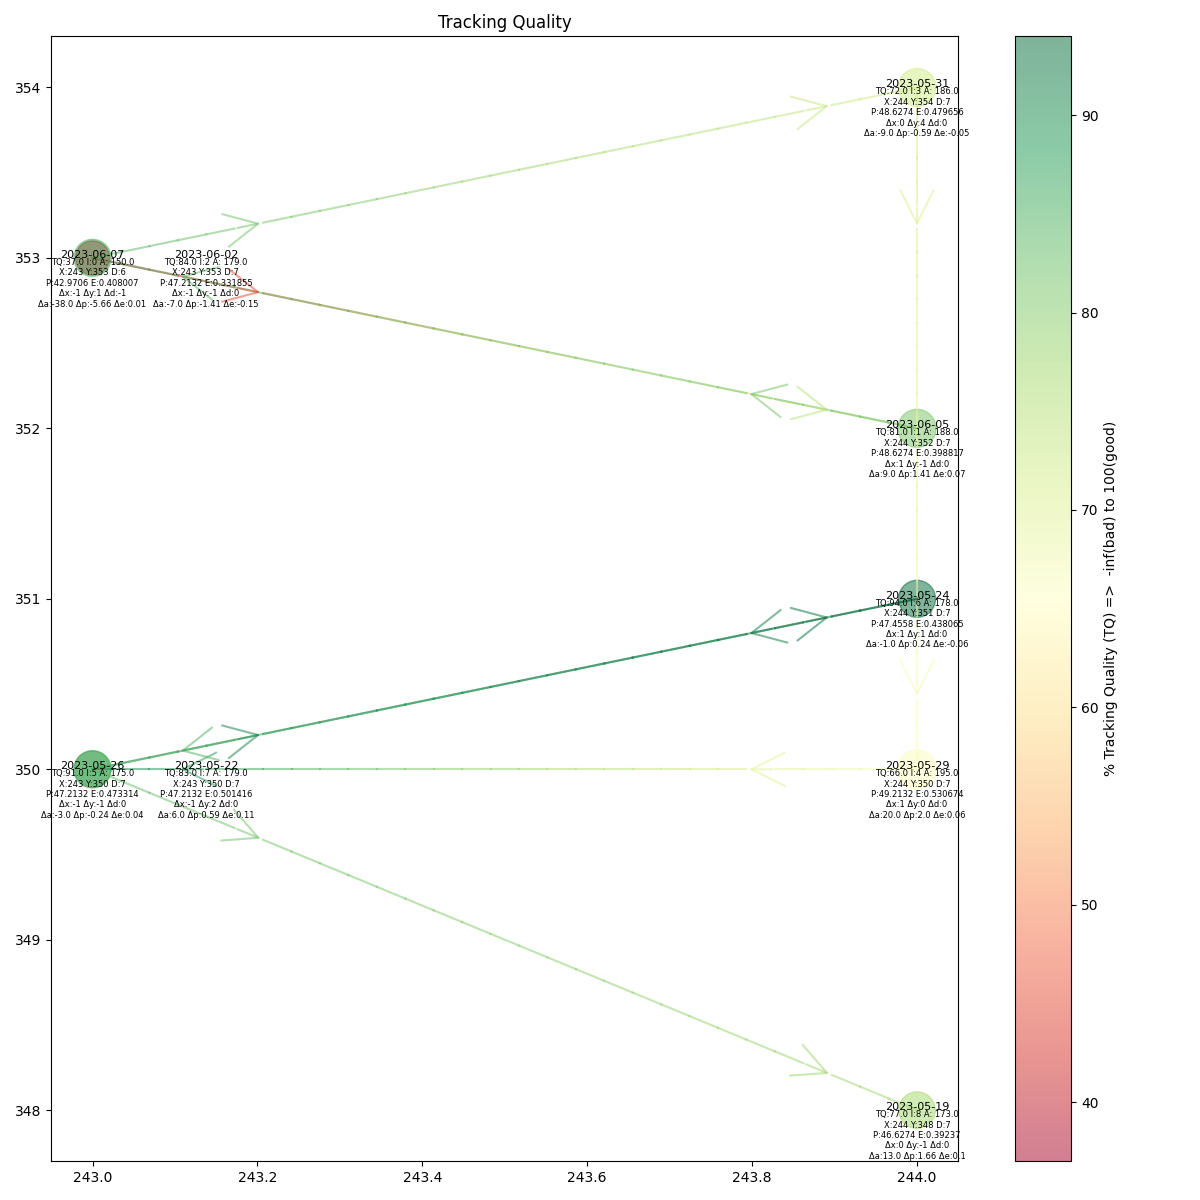 Tracking Quality
354
353
352
351
350
349
348
243.0
243.2
243.4
243.6
243.8
244.0
2023-05-31
TQ:72.0 I:3 A: 186.0
X:244 Y:354 D:7
P:48.6274 E:0.479656
Δx:0 Δy:4 Δd:0
Δa:-9.0 Δp:-0.59 Δe:-0.05
2023-06-07
TQ:37.0 I:0 A: 150.0
X:243 Y:353 D:6
P:42.9706 E:0.408007
Δx:-1 Δy:1 Δd:-1
Δa:-38.0 Δp:-5.66 Δe:0.01
2023-06-02
TQ:84.0 I:2 A: 179.0
X:243 Y:353 D:7
P:47.2132 E:0.331855
Δx:-1 Δy:-1 Δd:0
Δa:-7.0 Δp:-1.41 Δe:-0.15
2023-06-05
TQ:81.0 I:1 A: 188.0
X:244 Y:352 D:7
P:48.6274 E:0.398817
Δx:1 Δy:-1 Δd:0
Δa:9.0 Δp:1.41 Δe:0.07
2023-05-24
TQ:94.0 I:6 A: 178.0
X:244 Y:351 D:7
P:47.4558 E:0.438065
Δx:1 Δy:1 Δd:0
Δa:-1.0 Δp:0.24 Δe:-0.06
2023-05-26
TQ:91.0 I:5 A: 175.0
X:243 Y:350 D:7
P:47.2132 E:0.473314
Δx:-1 Δy:-1 Δd:0
Δa:-3.0 Δp:-0.24 Δe:0.04
2023-05-22
TQ:83.0 I:7 A: 179.0
X:243 Y:350 D:7
P:47.2132 E:0.501416
Δx:-1 Δy:2 Δd:0
Δa:6.0 Δp:0.59 Δe:0.11
2023-05-29
TQ:66.0 I:4 A: 195.0
X:244 Y:350 D:7
P:49.2132 E:0.530674
Δx:1 Δy:0 Δd:0
Δa:20.0 Δp:2.0 Δe:0.06
2023-05-19
TQ:77.0 I:8 A: 173.0
X:244 Y:348 D:7
P:46.6274 E:0.39237
Δx:0 Δy:-1 Δd:0
Δa:13.0 Δp:1.66 Δe:0.1
90
80
70
60
50
40
% Tracking Quality (TQ) => -inf(bad) to 100(good)